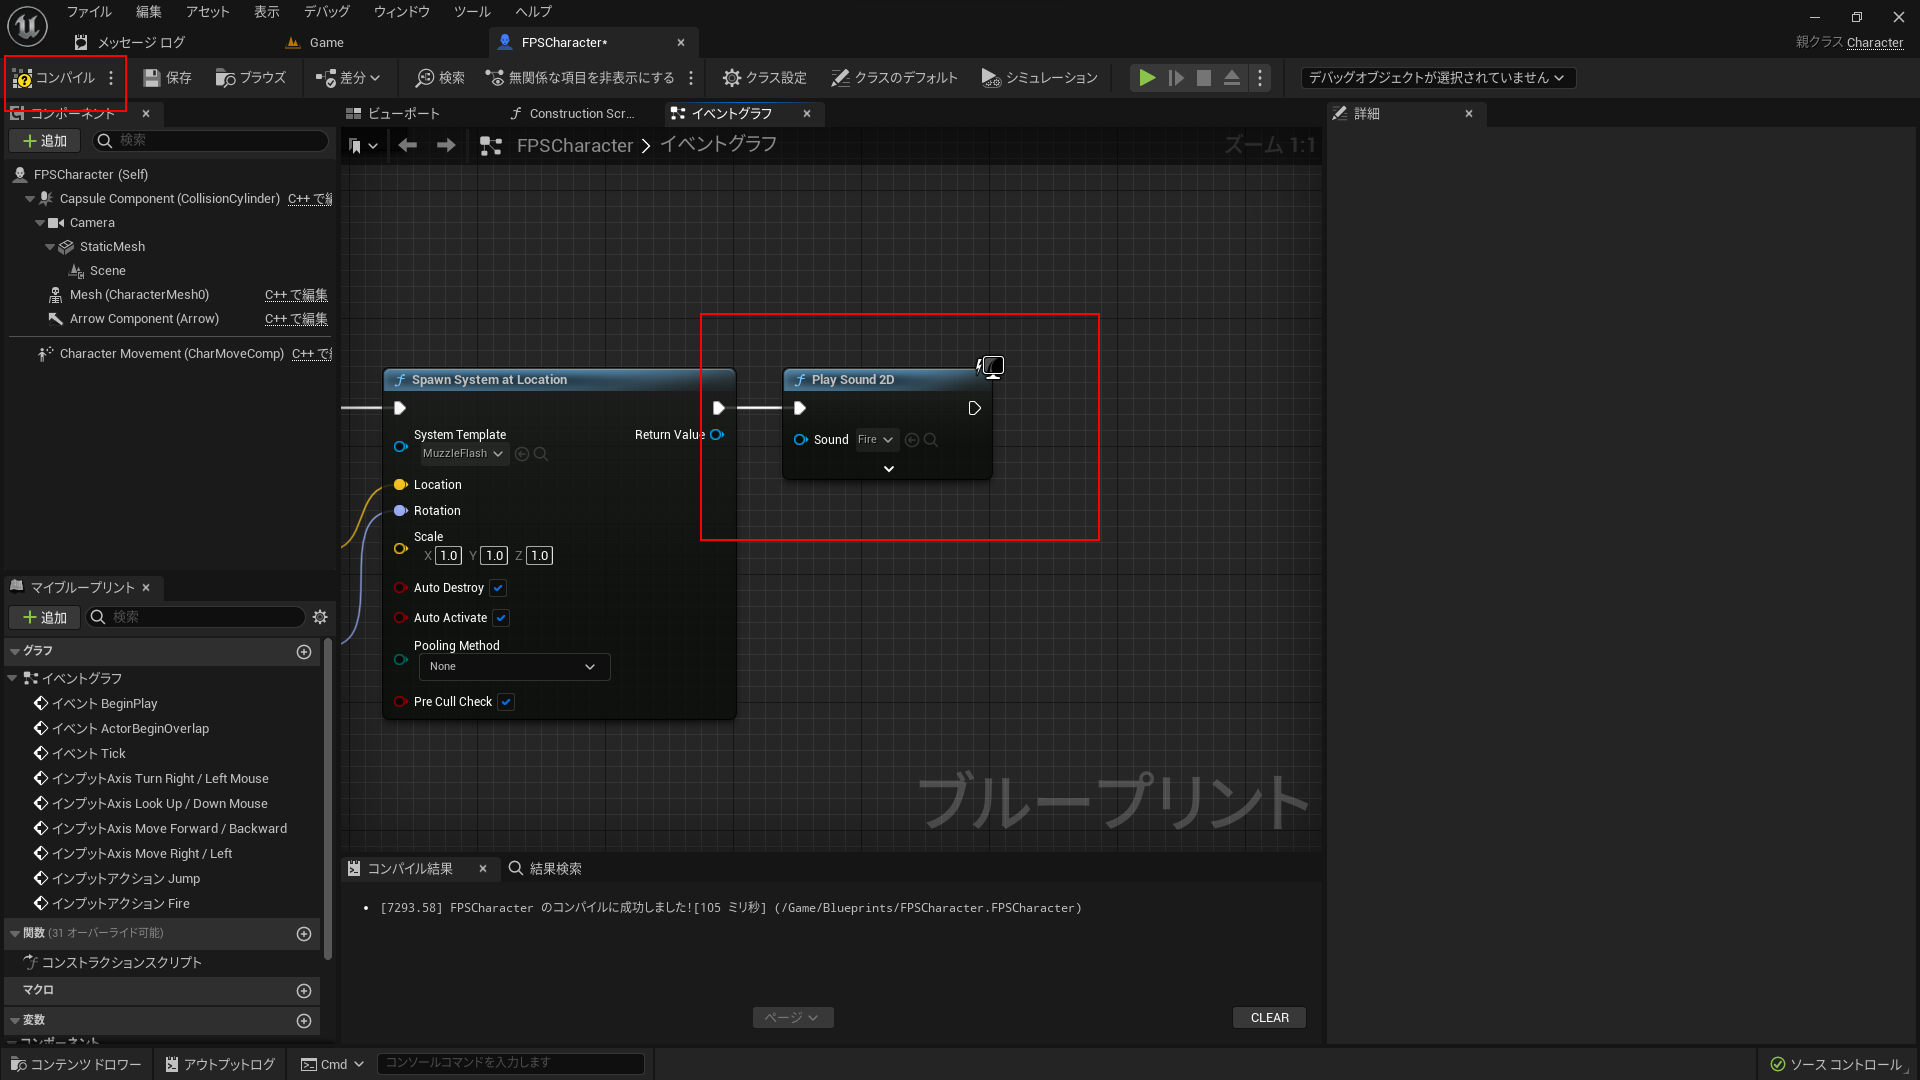 ファイル 編集 アセット 表示 デバッグ ウィンドウ ツール ヘルプ
メッセージ ログ Game FPSCharacter* 親クラス Character
コンパイル 保存 ブラウズ 差分 検索 無関係な項目を非表示にする クラス設定 クラスのデフォルト シミュレーション デバッグオブジェクトが選択されていません
コンポーネント ビューポート Construction Scr... イベントグラフ 詳細
追加 検索 FPSCharacter イベントグラフ ズーム 1:1
FPSCharacter (Self)
Capsule Component (CollisionCylinder) C++ で編
Camera
StaticMesh
Scene
Mesh (CharacterMesh0) C++ で編集
Arrow Component (Arrow) C++ で編集
Character Movement (CharMoveComp) C++ で
Spawn System at Location
System Template
MuzzleFlash
Return Value
Location
Rotation
Scale
X 1.0 Y 1.0 Z 1.0
Auto Destroy
Auto Activate
Pooling Method
None
Pre Cull Check
Play Sound 2D
Sound Fire
ブループリント
マイブループリント
追加 検索
グラフ
イベントグラフ
イベント BeginPlay
イベント ActorBeginOverlap
イベント Tick
インプットAxis Turn Right / Left Mouse
インプットAxis Look Up / Down Mouse
インプットAxis Move Forward / Backward
インプットAxis Move Right / Left
インプットアクション Jump
インプットアクション Fire
関数 (31 オーバーライド可能)
コンストラクションスクリプト
マクロ
変数
コンポーネント
コンパイル結果 結果検索
[7293.58] FPSCharacter のコンパイルに成功しました![105 ミリ秒] (/Game/Blueprints/FPSCharacter.FPSCharacter)
ページ CLEAR
コンテンツ ドロワー アウトプットログ Cmd コンソールコマンドを入力します ソース コントロール